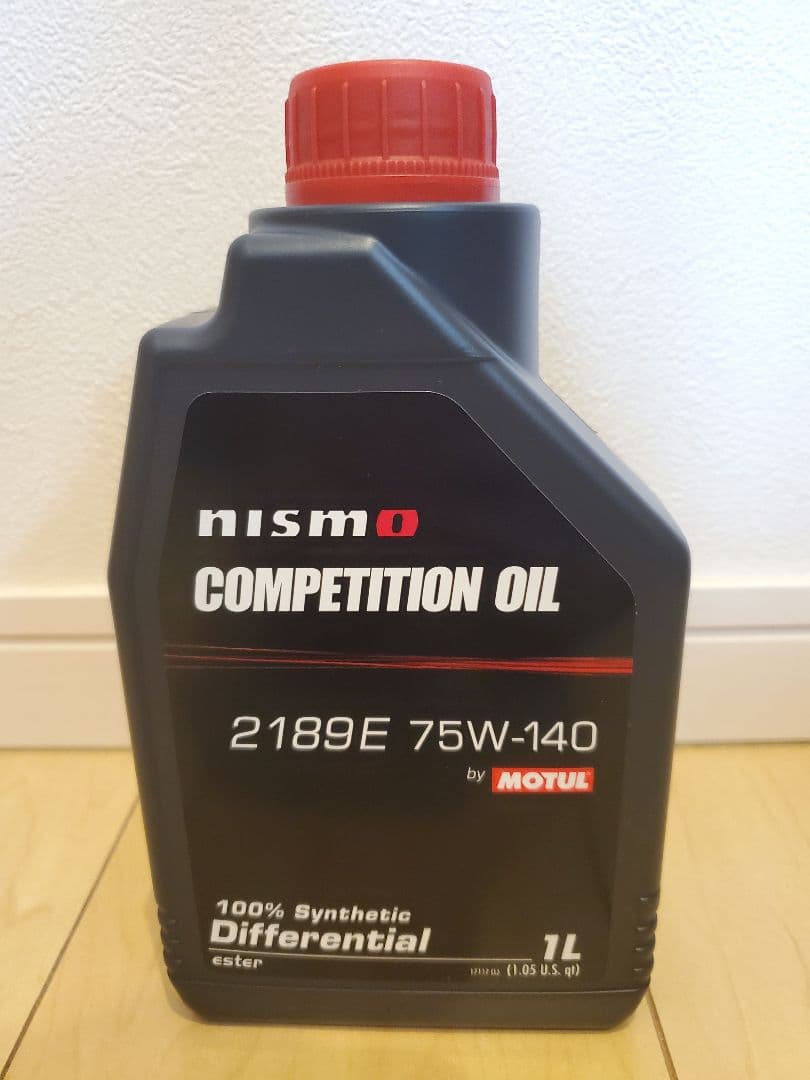 nismo
COMPETITION OIL
2189E 75W-140
by MOTUL
100% Synthetic
Differential
ester
1L
(1.05 U.S. qt)